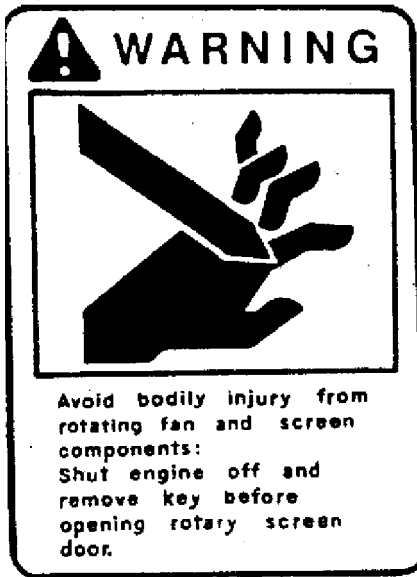 WARNING
Avoid bodily injury from
rotating fan and screen
components:
Shut engine off and
remove key before
opening rotary screen
door.